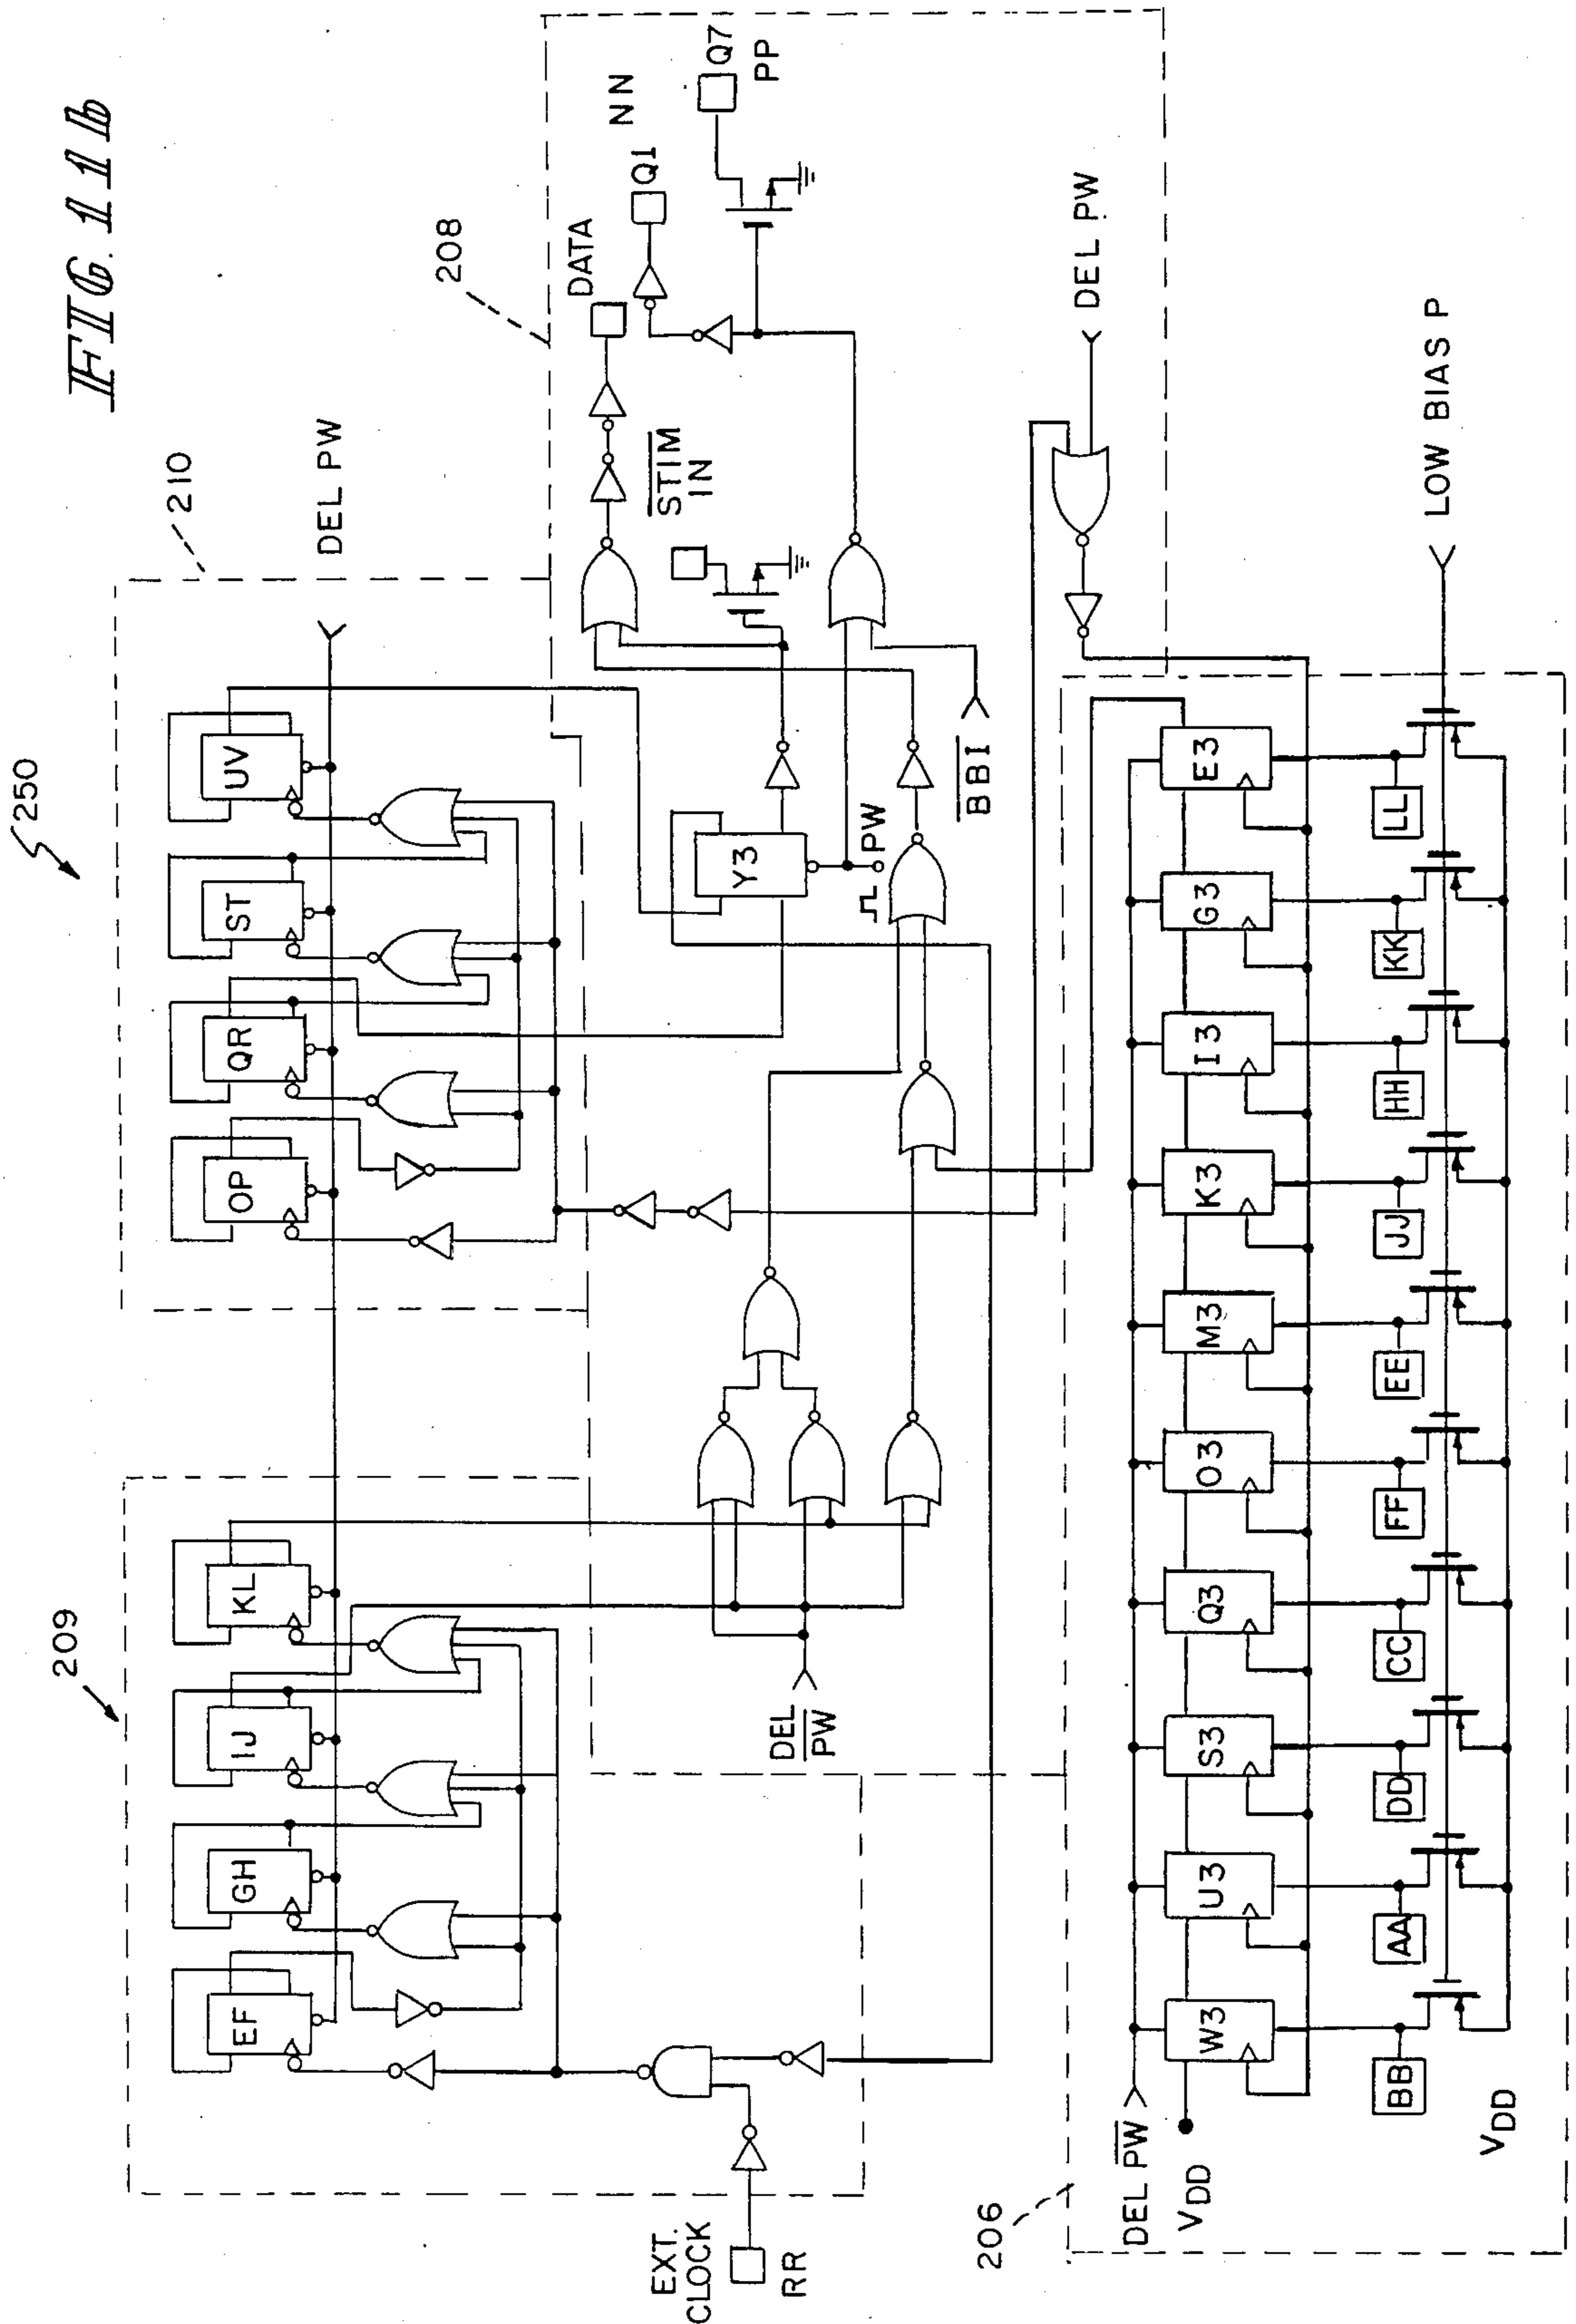 FIG. 11b
250
209
210
208
206
DEL PW
EF
GH
IJ
KL
OP
QR
ST
UV
EXT.
CLOCK
RR
DEL
PW
Y3
PW
BBI
STIM
IN
DATA
Q1
NN
Q7
PP
DEL PW
DEL PW
VDD
W3
U3
S3
Q3
O3
M3
K3
I3
G3
E3
BB
AA
DD
CC
FF
EE
JJ
HH
KK
LL
VDD
LOW BIAS P